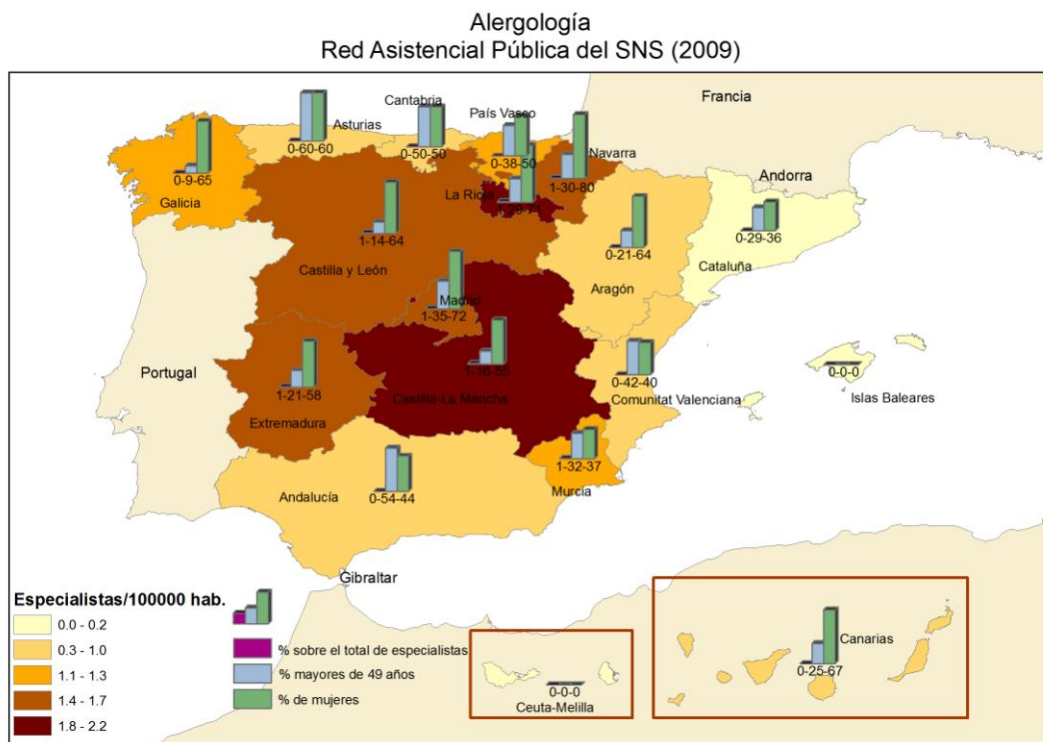 Alergología
Red Asistencial Pública del SNS (2009)
Francia
Cantabria
Asturias
País Vasco
0-60-60
0-50-50
0-38-50
Navarra
0-9-65
Galicia
La Rioja
1-30-80
Andorra
1-14-64
0-29-36
Castilla y León
0-21-64
Cataluña
Aragón
Madrid
1-35-72
Portugal
1-21-58
Castilla-La Mancha
0-42-40
Comunitat Valenciana
0-0-0
Islas Baleares
Extremadura
1-32-37
Murcia
Andalucía
0-54-44
Gibraltar
Especialistas/100000 hab.
0.0 - 0.2
0.3 - 1.0
1.1 - 1.3
1.4 - 1.7
1.8 - 2.2
% sobre el total de especialistas
% mayores de 49 años
% de mujeres
0-0-0
Ceuta-Melilla
Canarias
0-25-67